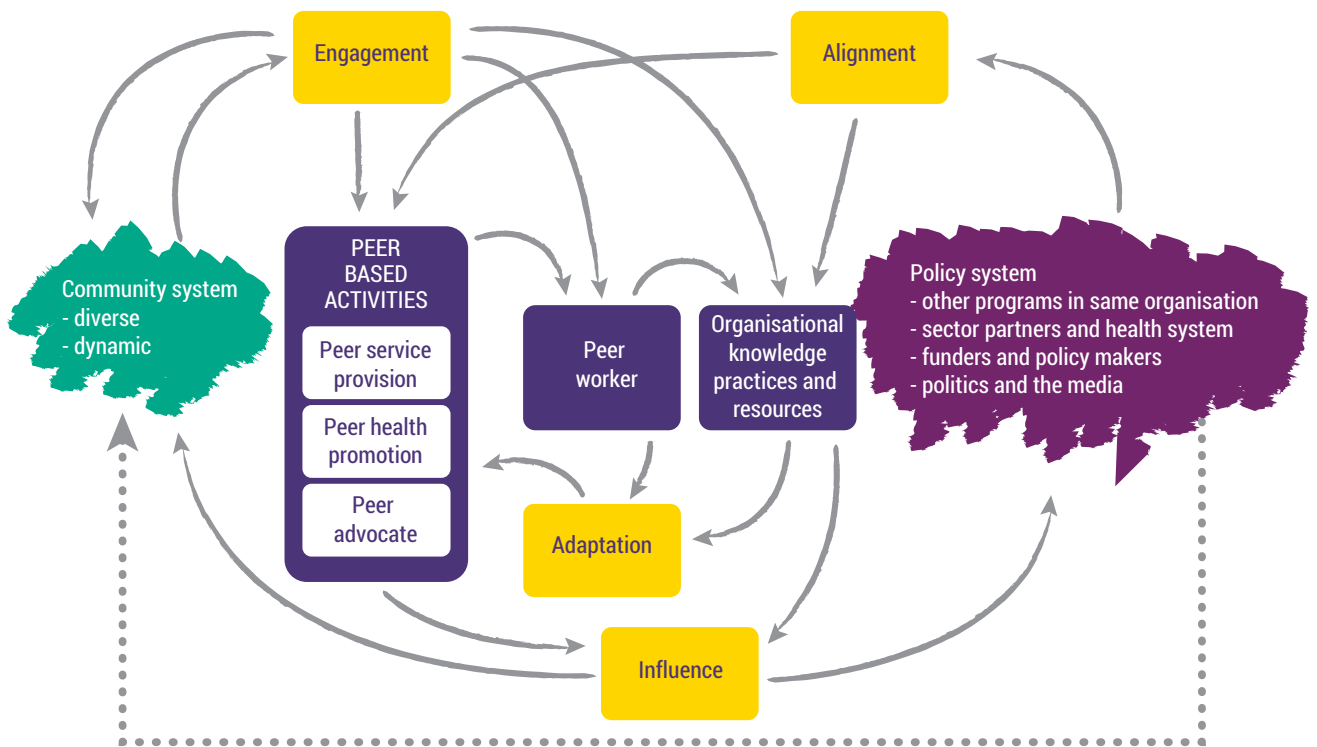 Engagement
Alignment
Community system
- diverse
- dynamic
PEER
BASED
ACTIVITIES
Peer service
provision
Peer health
promotion
Peer
advocate
Peer
worker
Organisational
knowledge
practices and
resources
Policy system
- other programs in same organisation
- sector partners and health system
- funders and policy makers
- politics and the media
Adaptation
Influence